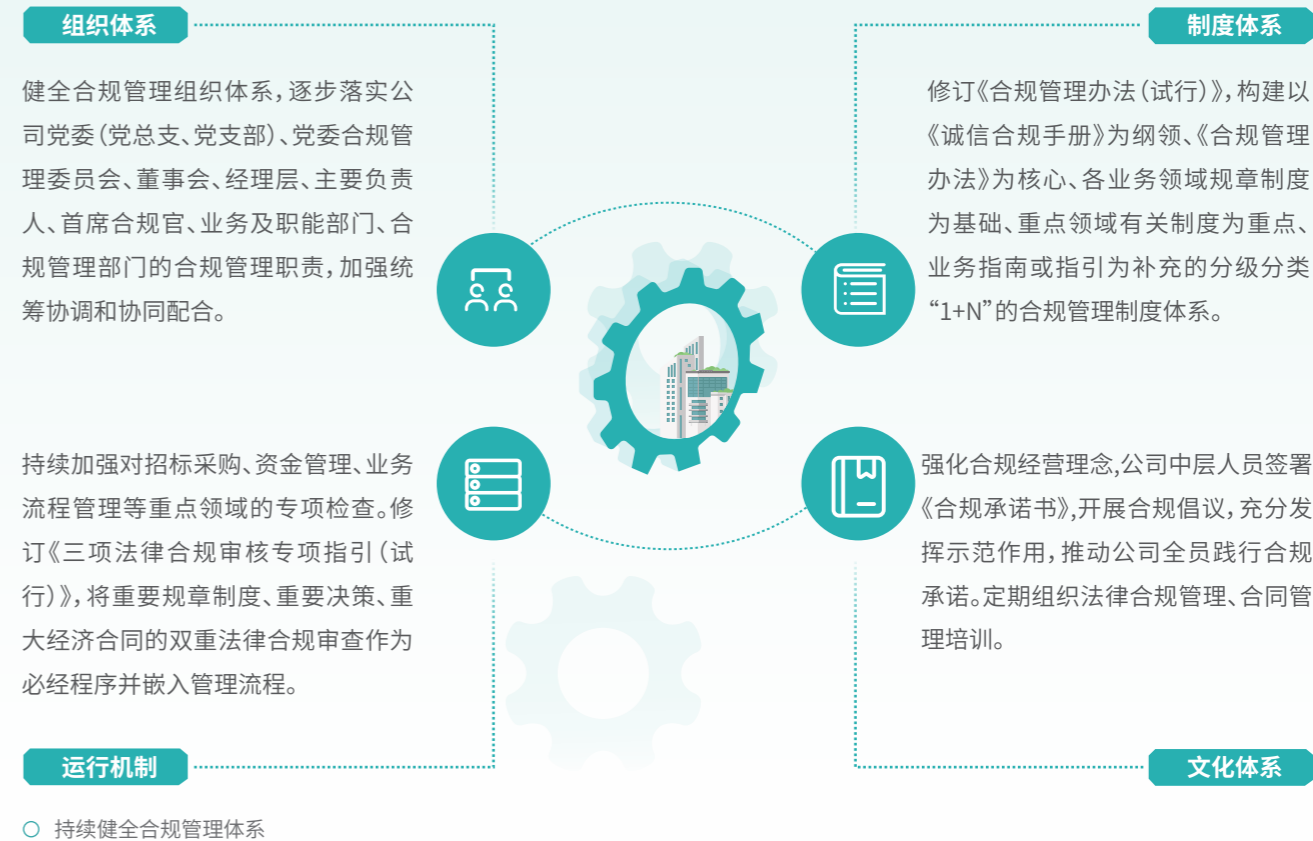 组织体系
健全合规管理组织体系，逐步落实公
司党委（党总支、党支部）、党委合规管
理委员会、董事会、经理层、主要负责
人、首席合规官、业务及职能部门、合
规管理部门的合规管理职责，加强统
筹协调和协同配合。
制度体系
修订《合规管理办法（试行）》，构建以
《诚信合规手册》为纲领、《合规管理
办法》为核心、各业务领域规章制度
为基础、重点领域有关制度为重点、
业务指南或指引为补充的分级分类
“1+N”的合规管理制度体系。
持续加强对招标采购、资金管理、业务
流程管理等重点领域的专项检查。修
订《三项法律合规审核专项指引（试
行）》，将重要规章制度、重要决策、重
大经济合同的双重法律合规审查作为
必经程序并嵌入管理流程。
运行机制
强化合规经营理念,公司中层人员签署
《合规承诺书》,开展合规倡议，充分发
挥示范作用，推动公司全员践行合规
承诺。定期组织法律合规管理、合同管
理培训。
文化体系
持续健全合规管理体系